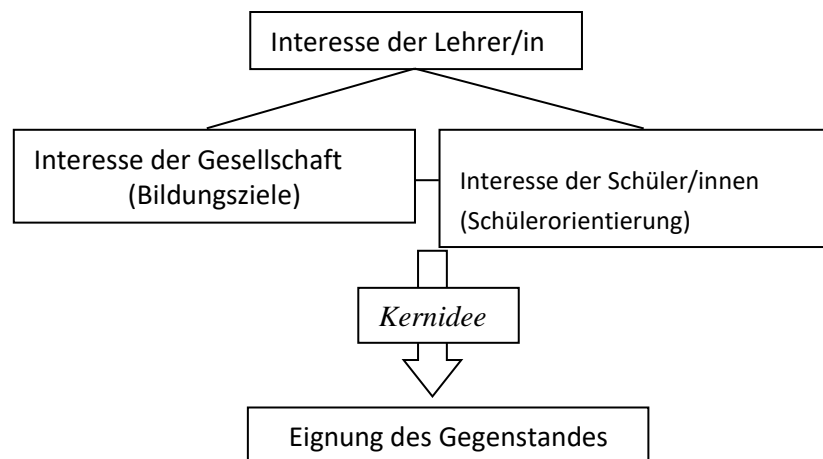 Interesse der Lehrer/in
Interesse der Gesellschaft
(Bildungsziele)
Interesse der Schüler/innen
(Schülerorientierung)
Kernidee
Eignung des Gegenstandes